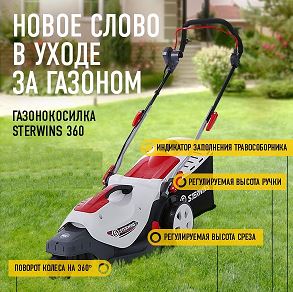 НОВОЕ СЛОВО
В УХОДЕ
ЗА ГАЗОНОМ
ГАЗОНОКОСИЛКА
STERWINS 360
ИНДИКАТОР ЗАПОЛНЕНИЯ ТРАВОСБОРНИКА
РЕГУЛИРУЕМАЯ ВЫСОТА РУЧКИ
РЕГУЛИРУЕМАЯ ВЫСОТА СРЕЗА
ПОВОРОТ КОЛЕСА НА 360°